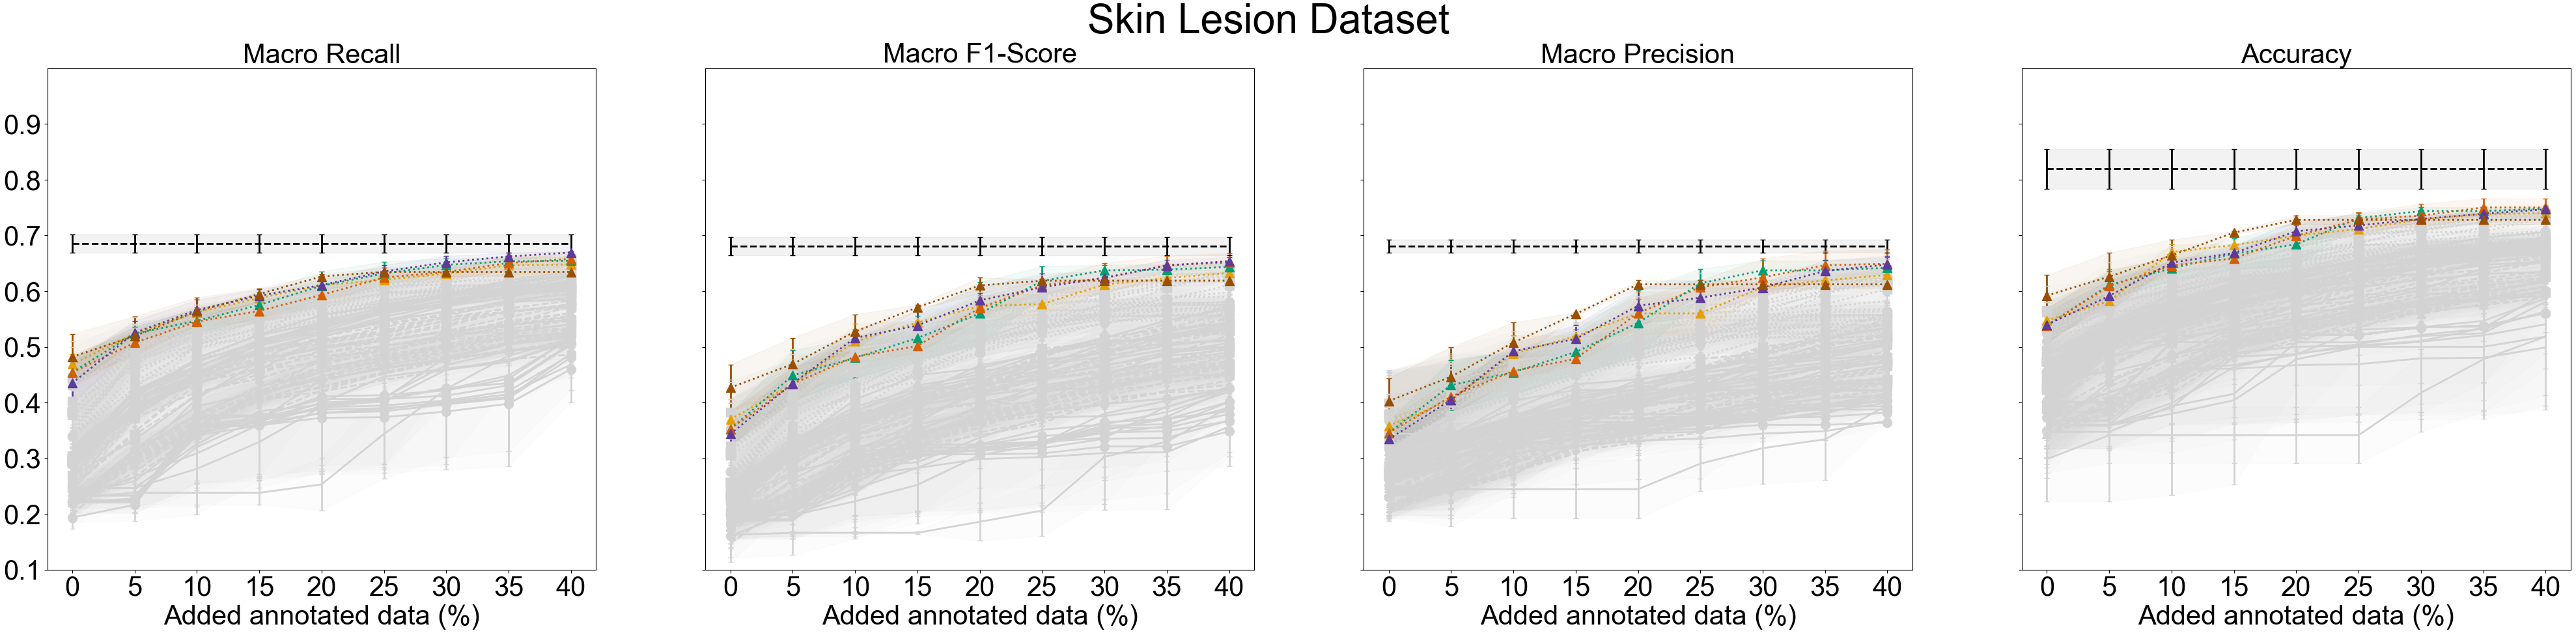 Skin Lesion Dataset
Macro Recall
Macro F1-Score
Macro Precision
Accuracy
0.9
0.8
0.7
0.6
0.5
0.4
0.3
0.2
0.1
0 5 10 15 20 25 30 35 40
0 5 10 15 20 25 30 35 40
0 5 10 15 20 25 30 35 40
0 5 10 15 20 25 30 35 40
Added annotated data (%)
Added annotated data (%)
Added annotated data (%)
Added annotated data (%)